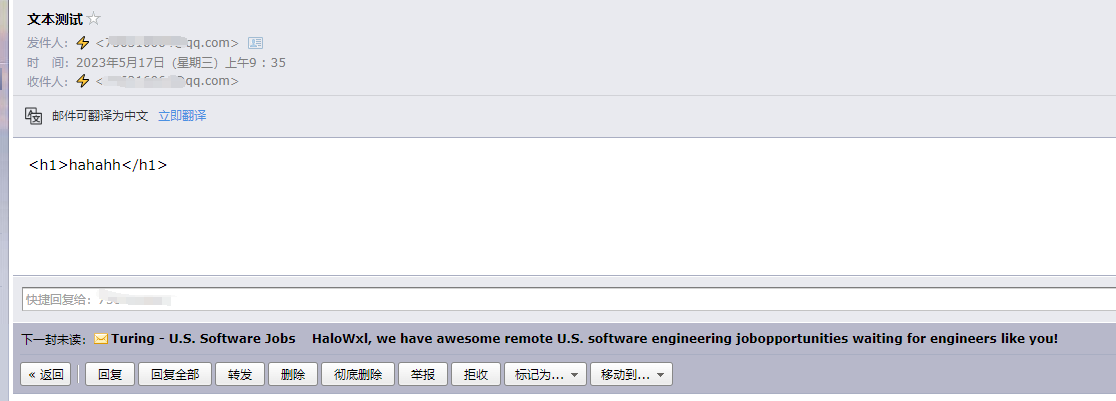 文本测试☆
发件人： <7 qq.com>
时 间：2023年5月17日（星期三）上午9：35
收件人： < qq.com>
邮件可翻译为中文 立即翻译
<h1>hahahh</h1>
快捷回复给：
下一封未读： Turing - U.S. Software Jobs HaloWxl, we have awesome remote U.S. software engineering jobopportunities waiting for engineers like you!
« 返回 回复 回复全部 转发 删除 彻底删除 举报 拒收 标记为... 移动到...